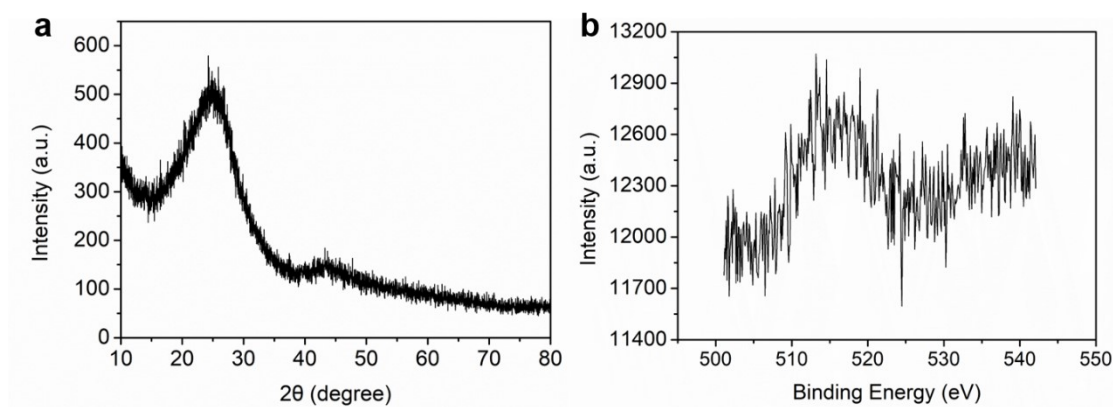 a
600
500
400
300
200
100
0
Intensity (a.u.)
10 20 30 40 50 60 70 80
2θ (degree)
b
13200
12900
12600
12300
12000
11700
11400
Intensity (a.u.)
500 510 520 530 540 550
Binding Energy (eV)